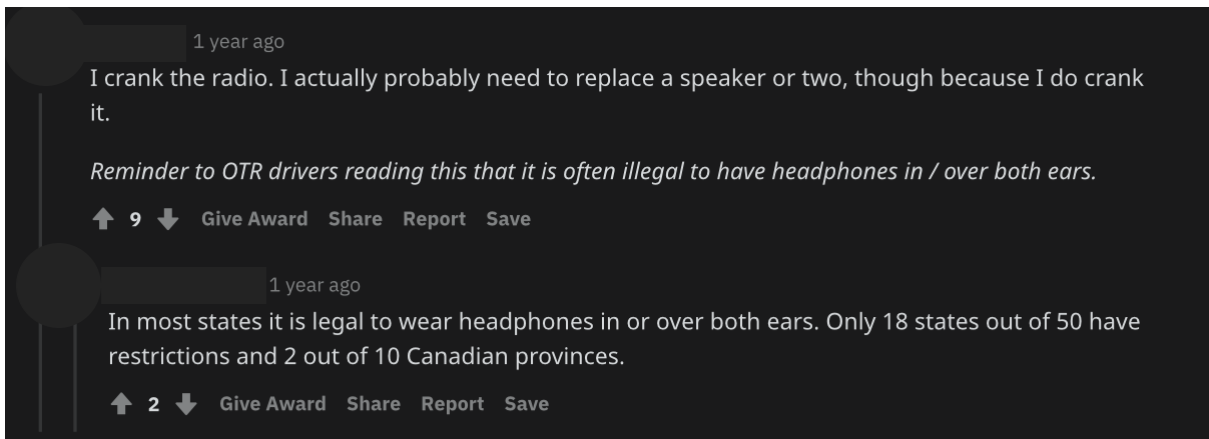 1 year ago
I crank the radio. I actually probably need to replace a speaker or two, though because I do crank
it.
Reminder to OTR drivers reading this that it is often illegal to have headphones in / over both ears.
9 Give Award Share Report Save
1 year ago
In most states it is legal to wear headphones in or over both ears. Only 18 states out of 50 have
restrictions and 2 out of 10 Canadian provinces.
2 Give Award Share Report Save